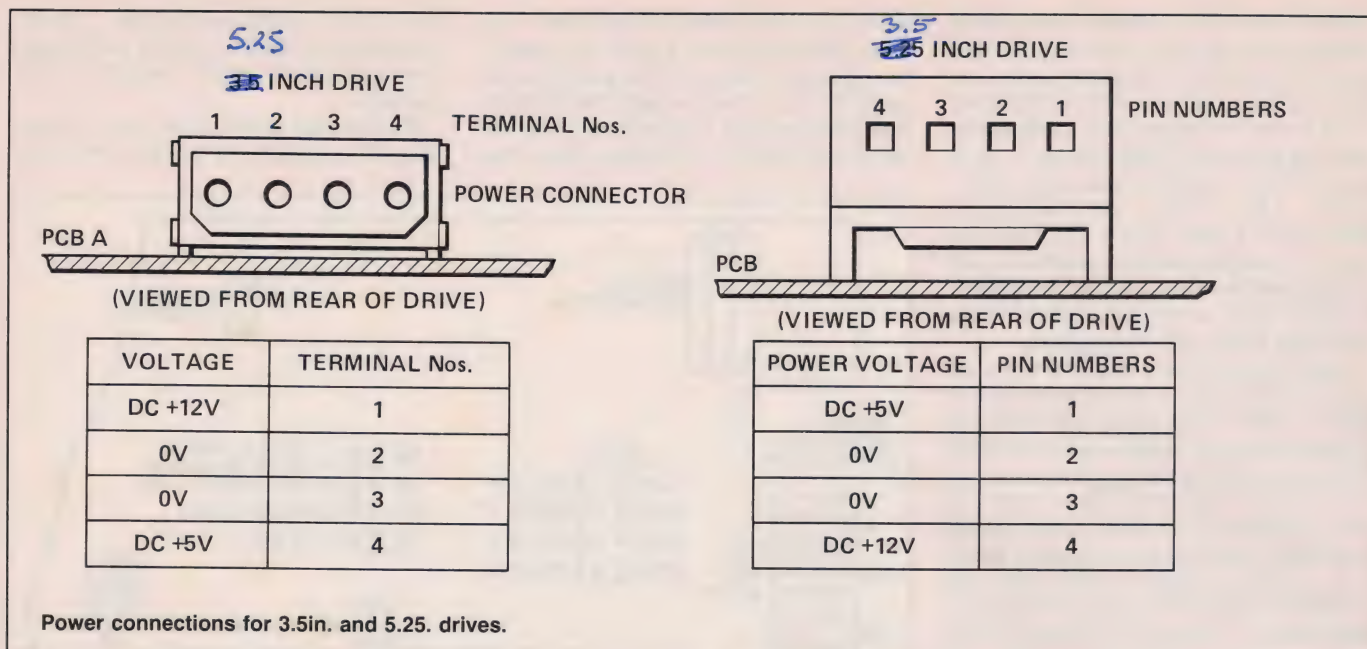 5.25
3.5 INCH DRIVE
1 2 3 4 TERMINAL Nos.
POWER CONNECTOR
PCB A
(VIEWED FROM REAR OF DRIVE)
VOLTAGE TERMINAL Nos.
DC +12V 1
0V 2
0V 3
DC +5V 4
3.5
5.25 INCH DRIVE
4 3 2 1 PIN NUMBERS
PCB
(VIEWED FROM REAR OF DRIVE)
POWER VOLTAGE PIN NUMBERS
DC +5V 1
0V 2
0V 3
DC +12V 4
Power connections for 3.5in. and 5.25. drives.